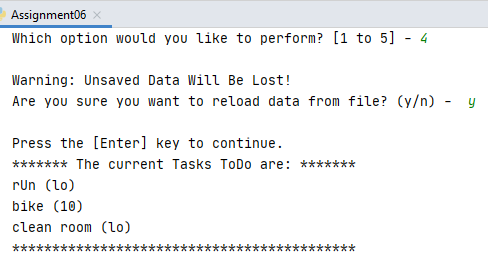 Assignment06
Which option would you like to perform? [1 to 5] - 4
Warning: Unsaved Data Will Be Lost!
Are you sure you want to reload data from file? (y/n) -  y
Press the [Enter] key to continue.
******* The current Tasks ToDo are: *******
rUn (lo)
bike (10)
clean room (lo)
*******************************************